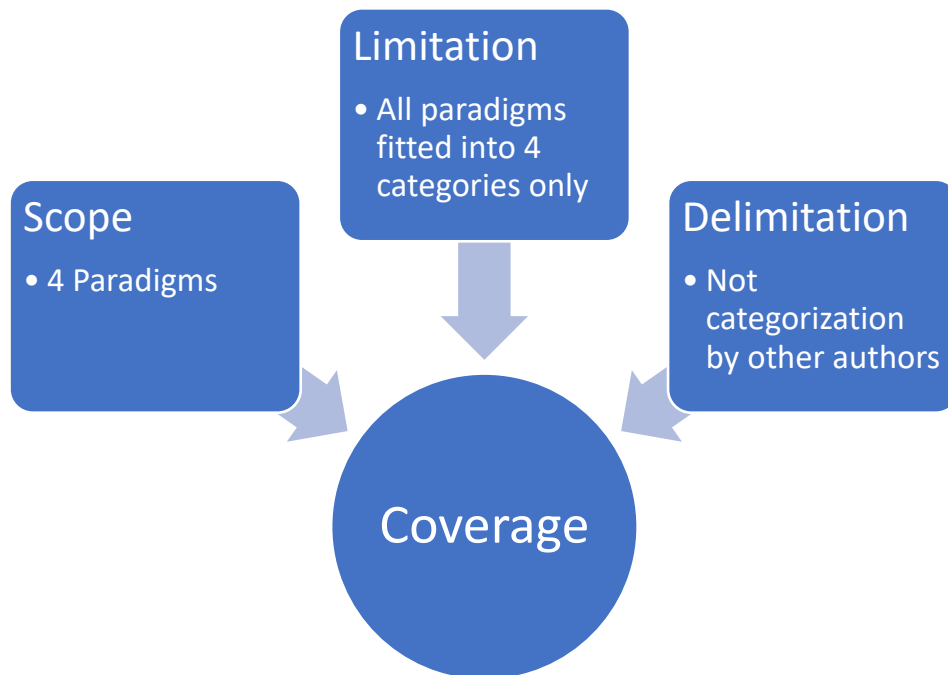 Scope
• 4 Paradigms
Limitation
• All paradigms
fitted into 4
categories only
Delimitation
• Not
categorization
by other authors
Coverage